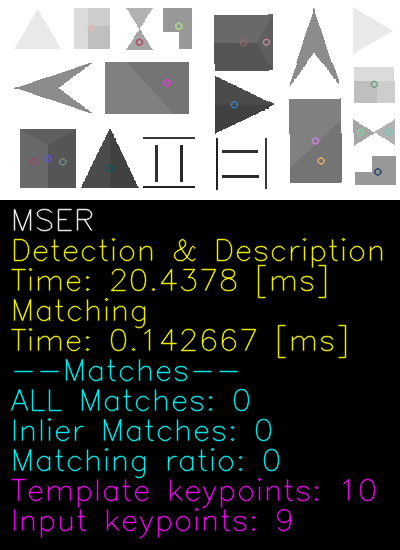 MSER
Detection & Description
Time: 20.4378 [ms]
Matching
Time: 0.142667 [ms]
--Matches--
ALL Matches: 0
Inlier Matches: 0
Matching ratio: 0
Template keypoints: 10
Input keypoints: 9